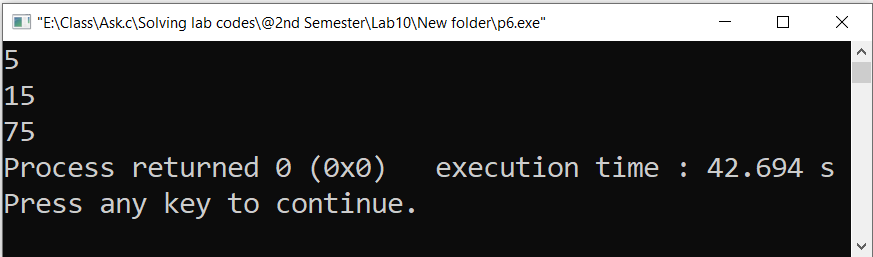 "E:\Class\Ask.c\Solving lab codes\@2nd Semester\Lab10\New folder\p6.exe"
5
15
75
Process returned 0 (0x0)   execution time : 42.694 s
Press any key to continue.